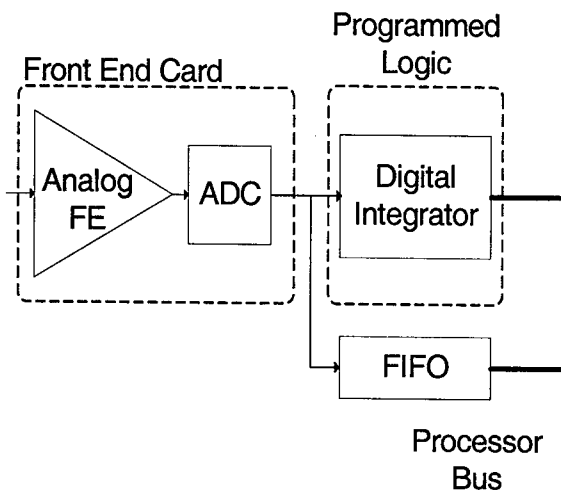 Programmed
Logic
Front End Card
Analog
FE
ADC
Digital
Integrator
FIFO
Processor
Bus